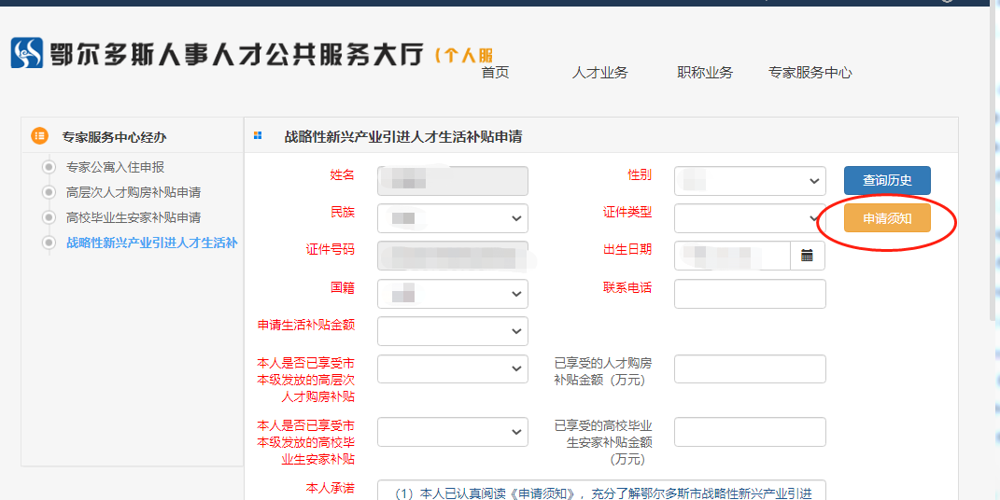 鄂尔多斯人事人才公共服务大厅（个人服
首页 人才业务 职称业务 专家服务中心
专家服务中心经办
专家公寓入住申报
高层次人才购房补贴申请
高校毕业生安家补贴申请
战略性新兴产业引进人才生活补
战略性新兴产业引进人才生活补贴申请
姓名 性别 查询历史
民族 证件类型 申请须知
证件号码 出生日期
国籍 联系电话
申请生活补贴金额
本人是否已享受市
本级发放的高层次
人才购房补贴
已享受的人才购房
补贴金额（万元）
本人是否已享受市
本级发放的高校毕
业生安家补贴
已享受的高校毕业
生安家补贴金额
（万元）
本人承诺
（1）本人已认真阅读《申请须知》，充分了解鄂尔多斯市战略性新兴产业引进